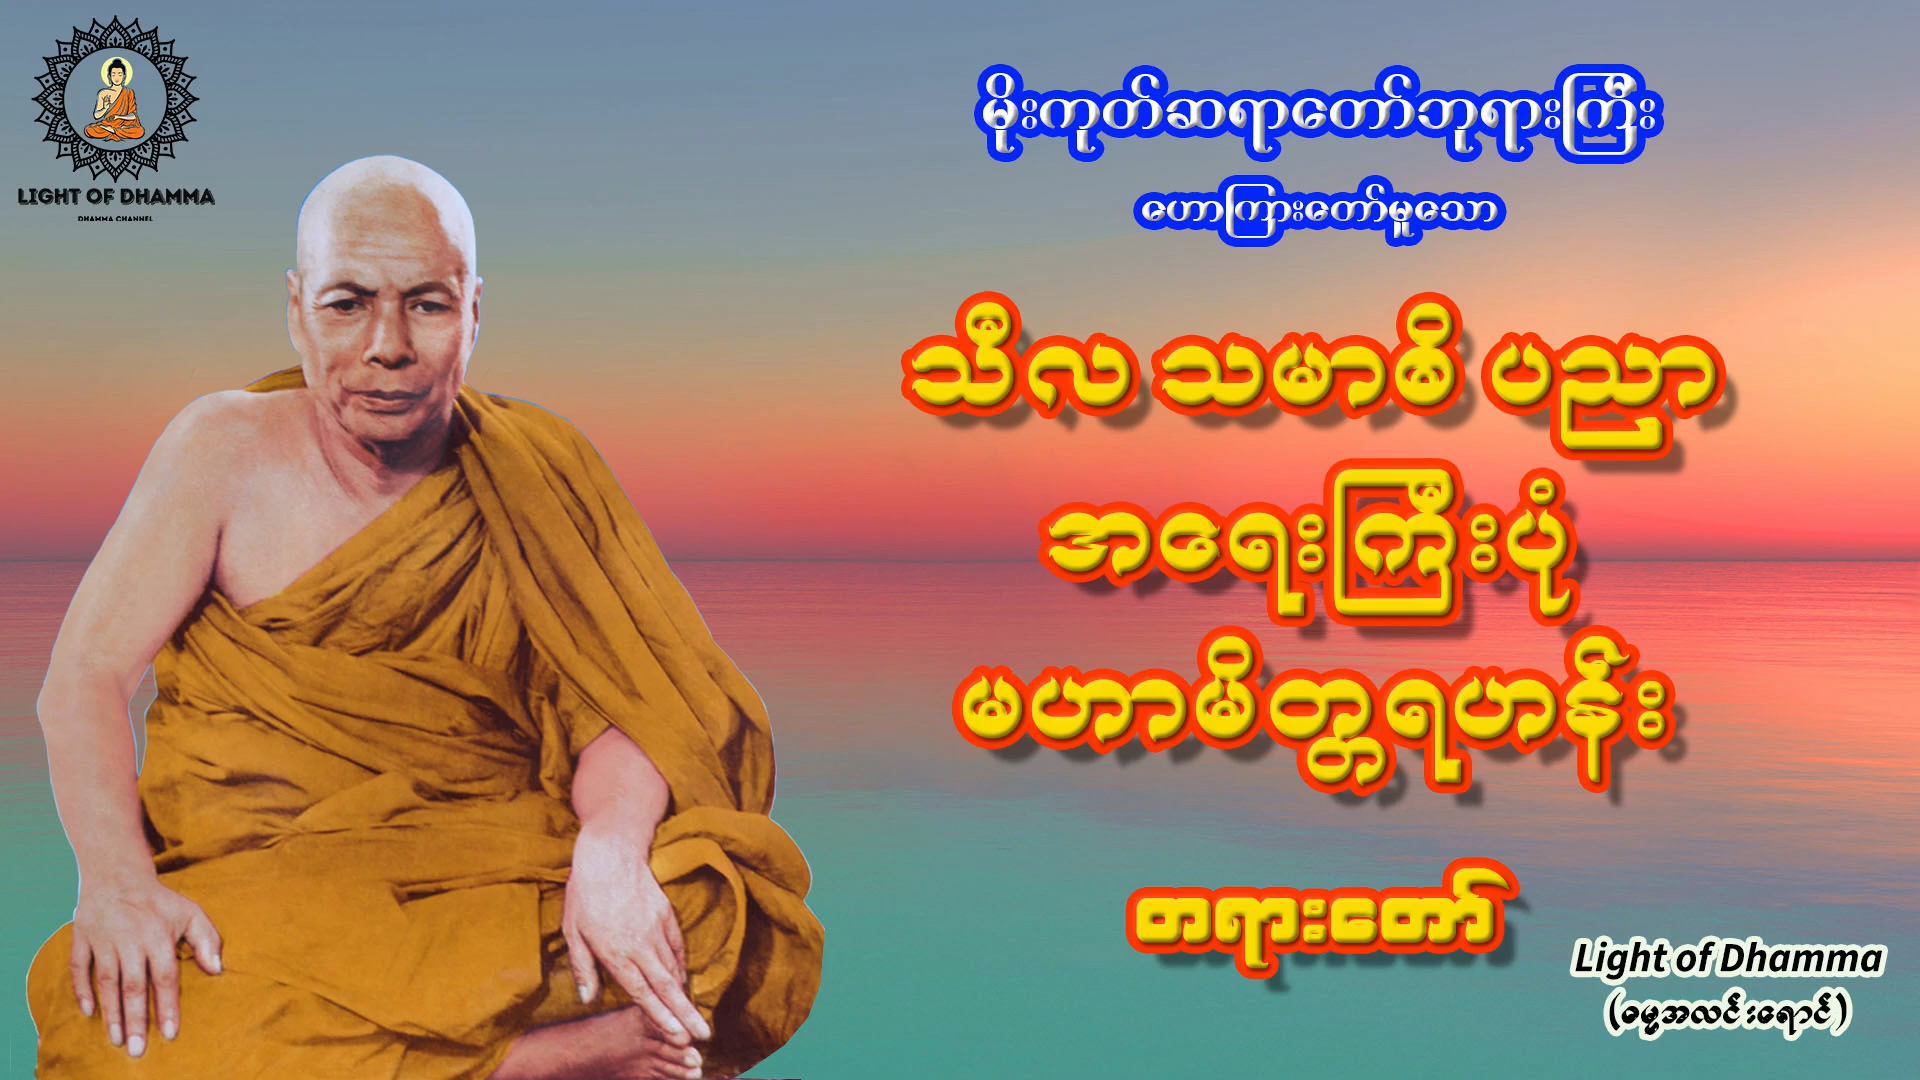 LIGHT OF DHAMMA
DHAMMA CHANNEL
မိုးကုတ်ဆရာတော်ဘုရားကြီး
ဟောကြားတော်မူသော
သီလ သမာဓိ ပညာ
အရေးကြီးပုံ
မဟာမိတ္တရဟန်း
တရားတော်
Light of Dhamma
(ဓမ္မအလင်းရောင်)